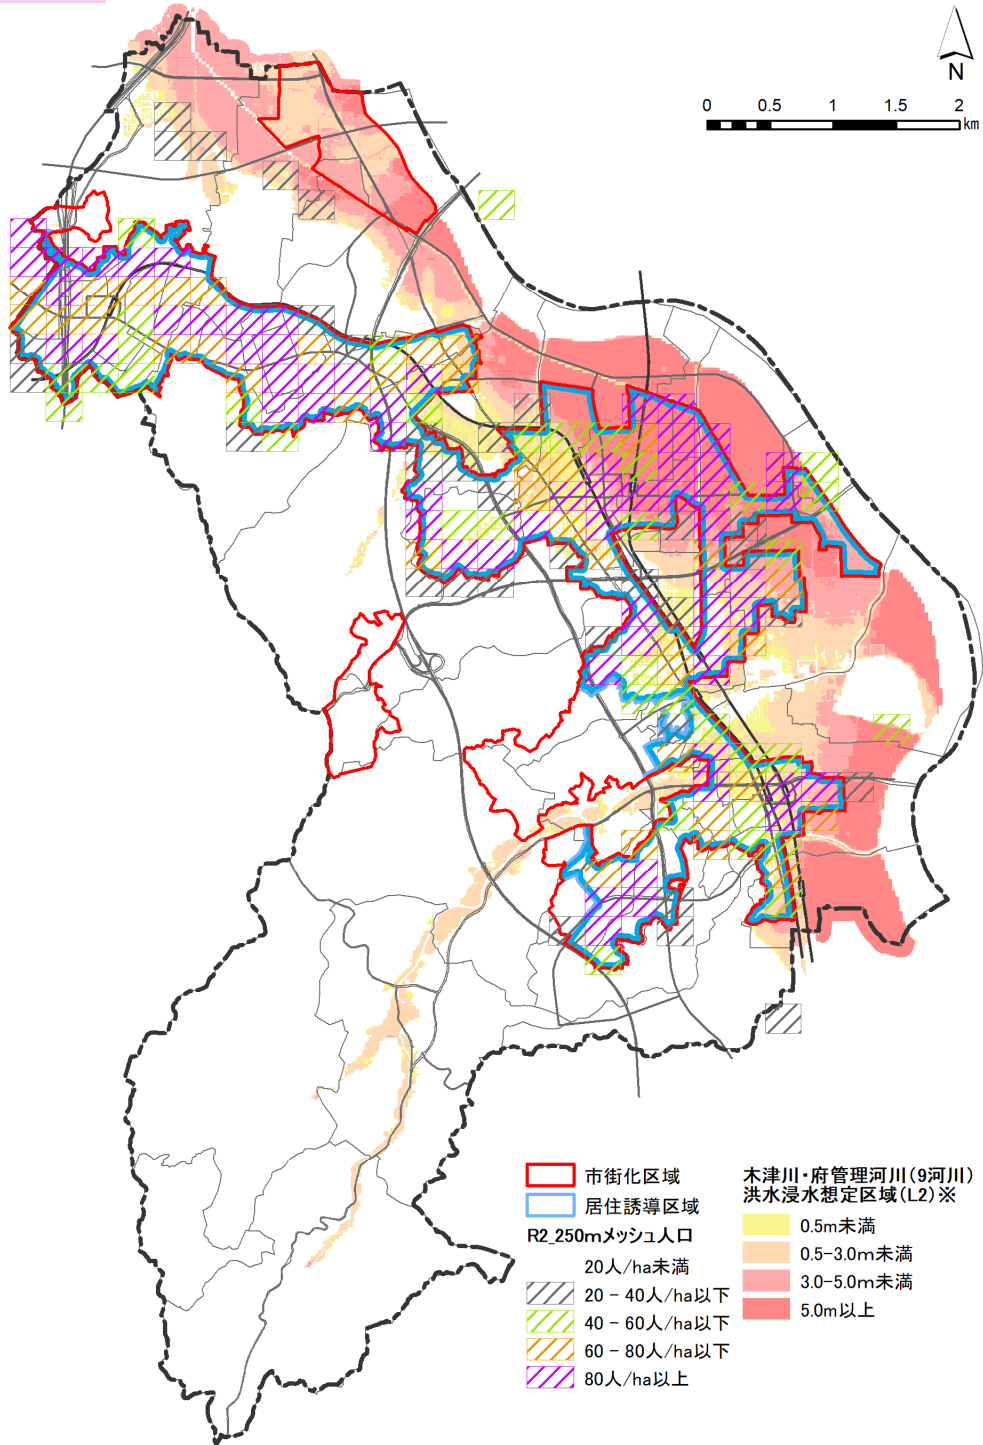 N
0 0.5 1 1.5 2
km
市街化区域
居住誘導区域
R2_250mメッシュ人口
20人/ha未満
20－40人/ha以下
40－60人/ha以下
60－80人/ha以下
80人/ha以上
木津川・府管理河川(9河川)
洪水浸水想定区域(L2)※
0.5m未満
0.5-3.0m未満
3.0-5.0m未満
5.0m以上